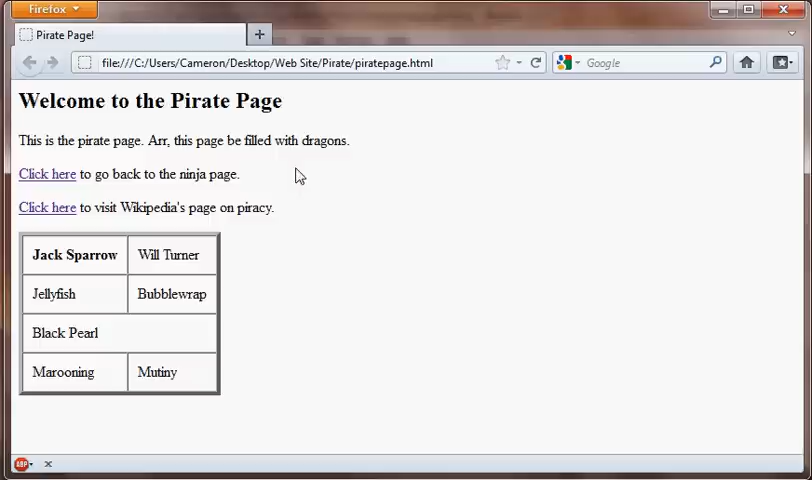 Firefox
Pirate Page!
file:///C:/Users/Cameron/Desktop/Web Site/Pirate/piratepage.html
Google
Welcome to the Pirate Page
This is the pirate page. Arr, this page be filled with dragons.
Click here to go back to the ninja page.
Click here to visit Wikipedia's page on piracy.
Jack Sparrow Will Turner
Jellyfish Bubblewrap
Black Pearl
Marooning Mutiny
ABP